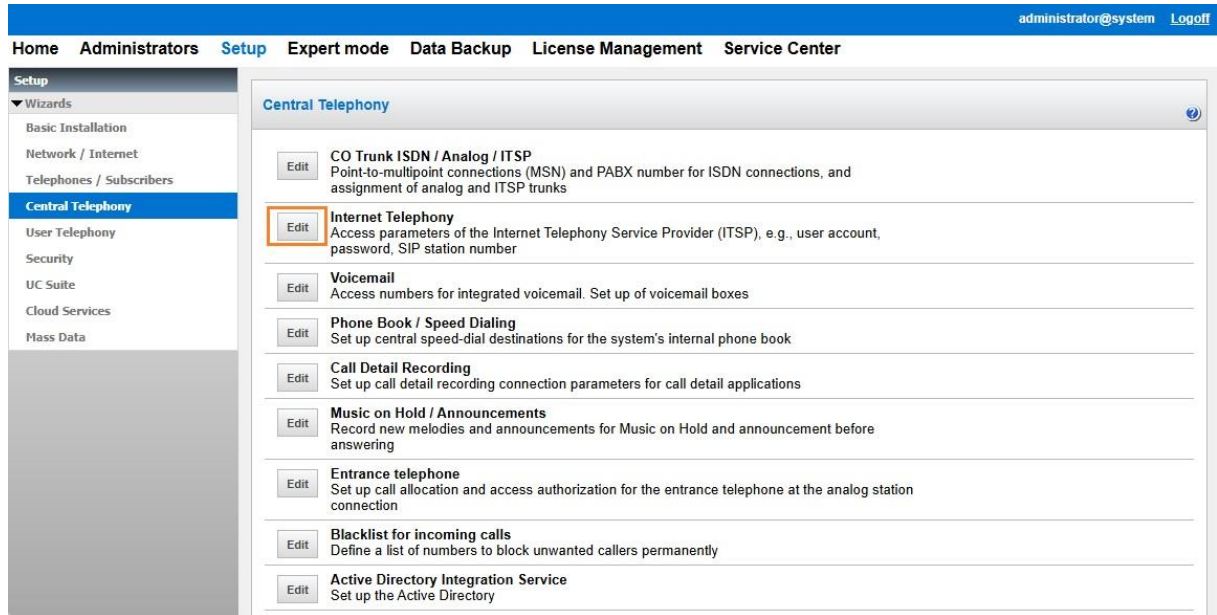 administrator@system Logoff
Home Administrators Setup Expert mode Data Backup License Management Service Center
Setup
Wizards
Basic Installation
Network / Internet
Telephones / Subscribers
Central Telephony
User Telephony
Security
UC Suite
Cloud Services
Mass Data
Central Telephony
?
Edit
CO Trunk ISDN / Analog / ITSP
Point-to-multipoint connections (MSN) and PABX number for ISDN connections, and
assignment of analog and ITSP trunks
Edit
Internet Telephony
Access parameters of the Internet Telephony Service Provider (ITSP), e.g., user account,
password, SIP station number
Edit
Voicemail
Access numbers for integrated voicemail. Set up of voicemail boxes
Edit
Phone Book / Speed Dialing
Set up central speed-dial destinations for the system's internal phone book
Edit
Call Detail Recording
Set up call detail recording connection parameters for call detail applications
Edit
Music on Hold / Announcements
Record new melodies and announcements for Music on Hold and announcement before
answering
Edit
Entrance telephone
Set up call allocation and access authorization for the entrance telephone at the analog station
connection
Edit
Blacklist for incoming calls
Define a list of numbers to block unwanted callers permanently
Edit
Active Directory Integration Service
Set up the Active Directory